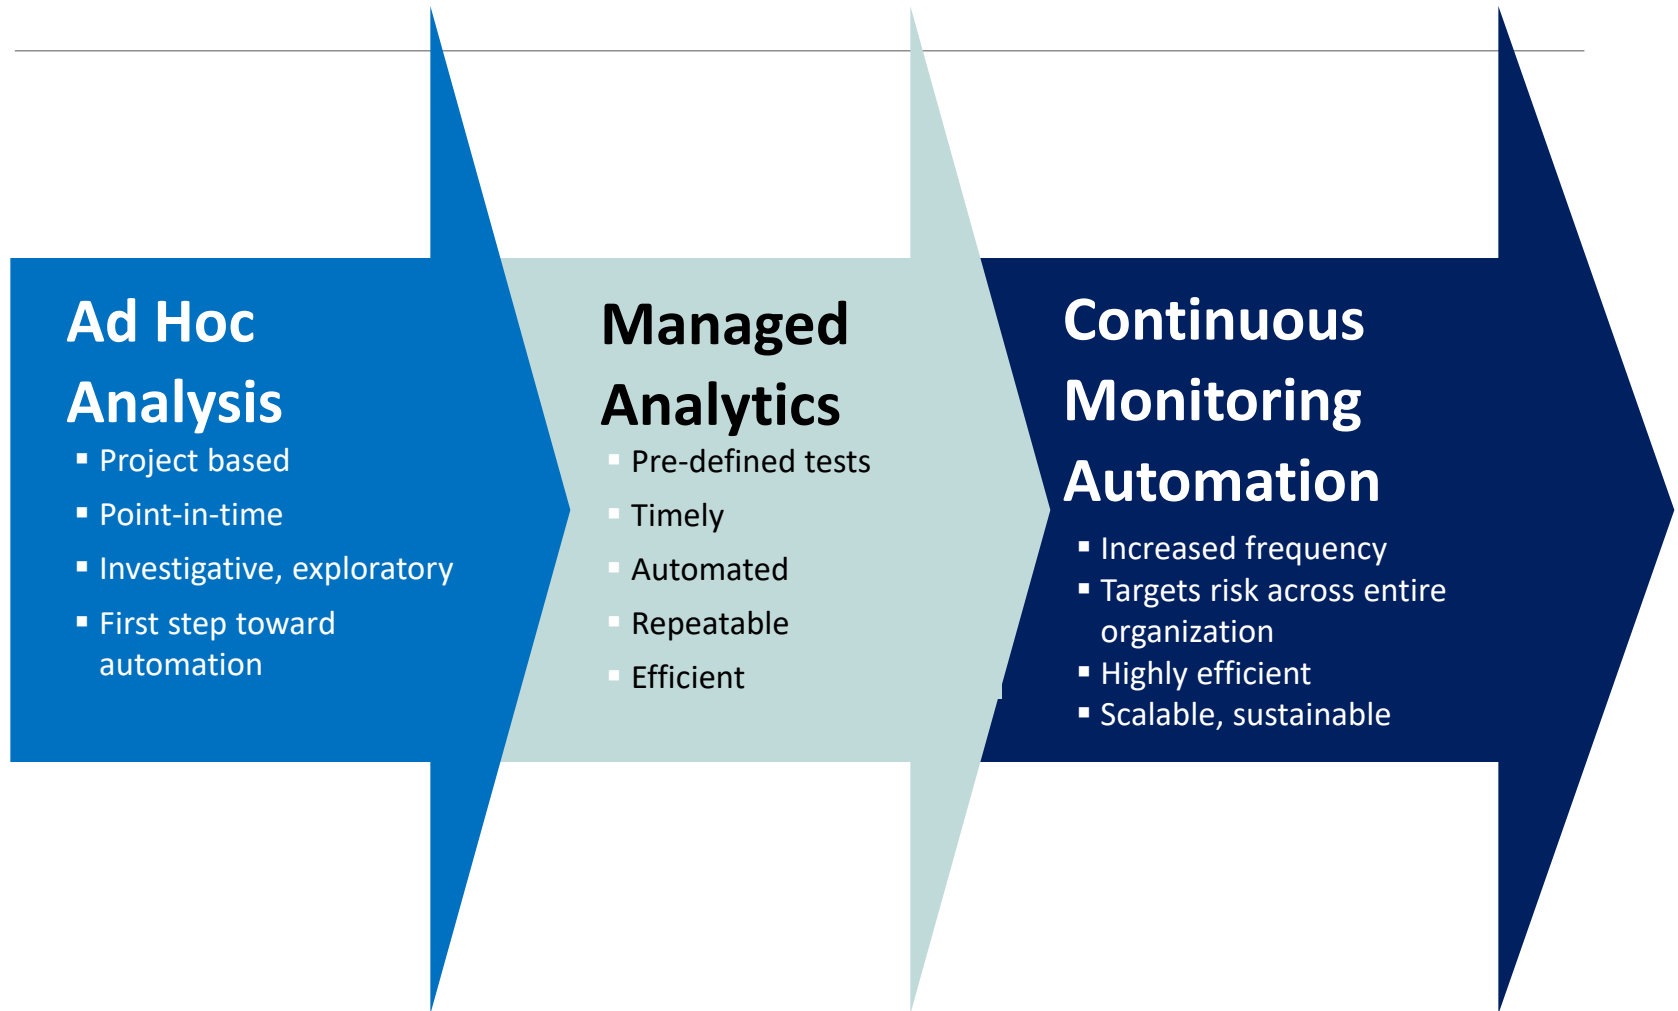 Ad Hoc
Analysis
▪ Project based
▪ Point-in-time
▪ Investigative, exploratory
▪ First step toward
automation
Managed
Analytics
▪ Pre-defined tests
▪ Timely
▪ Automated
▪ Repeatable
▪ Efficient
Continuous
Monitoring
Automation
▪ Increased frequency
▪ Targets risk across entire
organization
▪ Highly efficient
▪ Scalable, sustainable